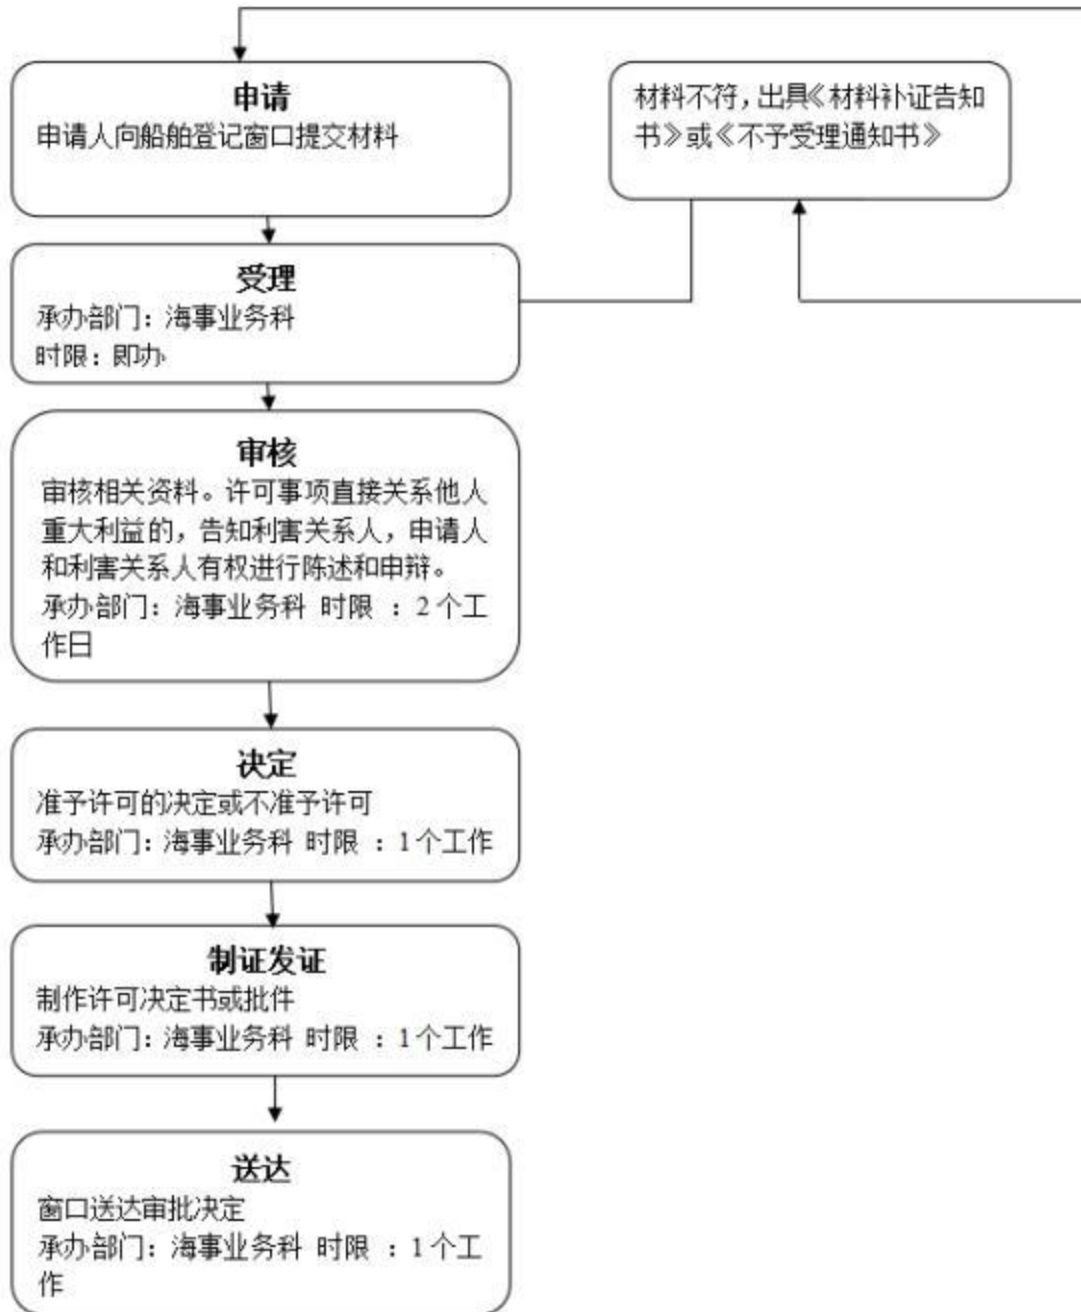 申请
申请人向船舶登记窗口提交材料
材料不符，出具《材料补证告知
书》或《不予受理通知书》
受理
承办部门：海事业务科
时限：即办
审核
审核相关资料。许可事项直接关系他人
重大利益的，告知利害关系人，申请人
和利害关系人有权进行陈述和申辩。
承办部门：海事业务科 时限 ：2个工
作日
决定
准予许可的决定或不准予许可
承办部门：海事业务科 时限 ：1个工作
制证发证
制作许可决定书或批件
承办部门：海事业务科 时限 ：1个工作
送达
窗口送达审批决定
承办部门：海事业务科 时限 ：1个工
作